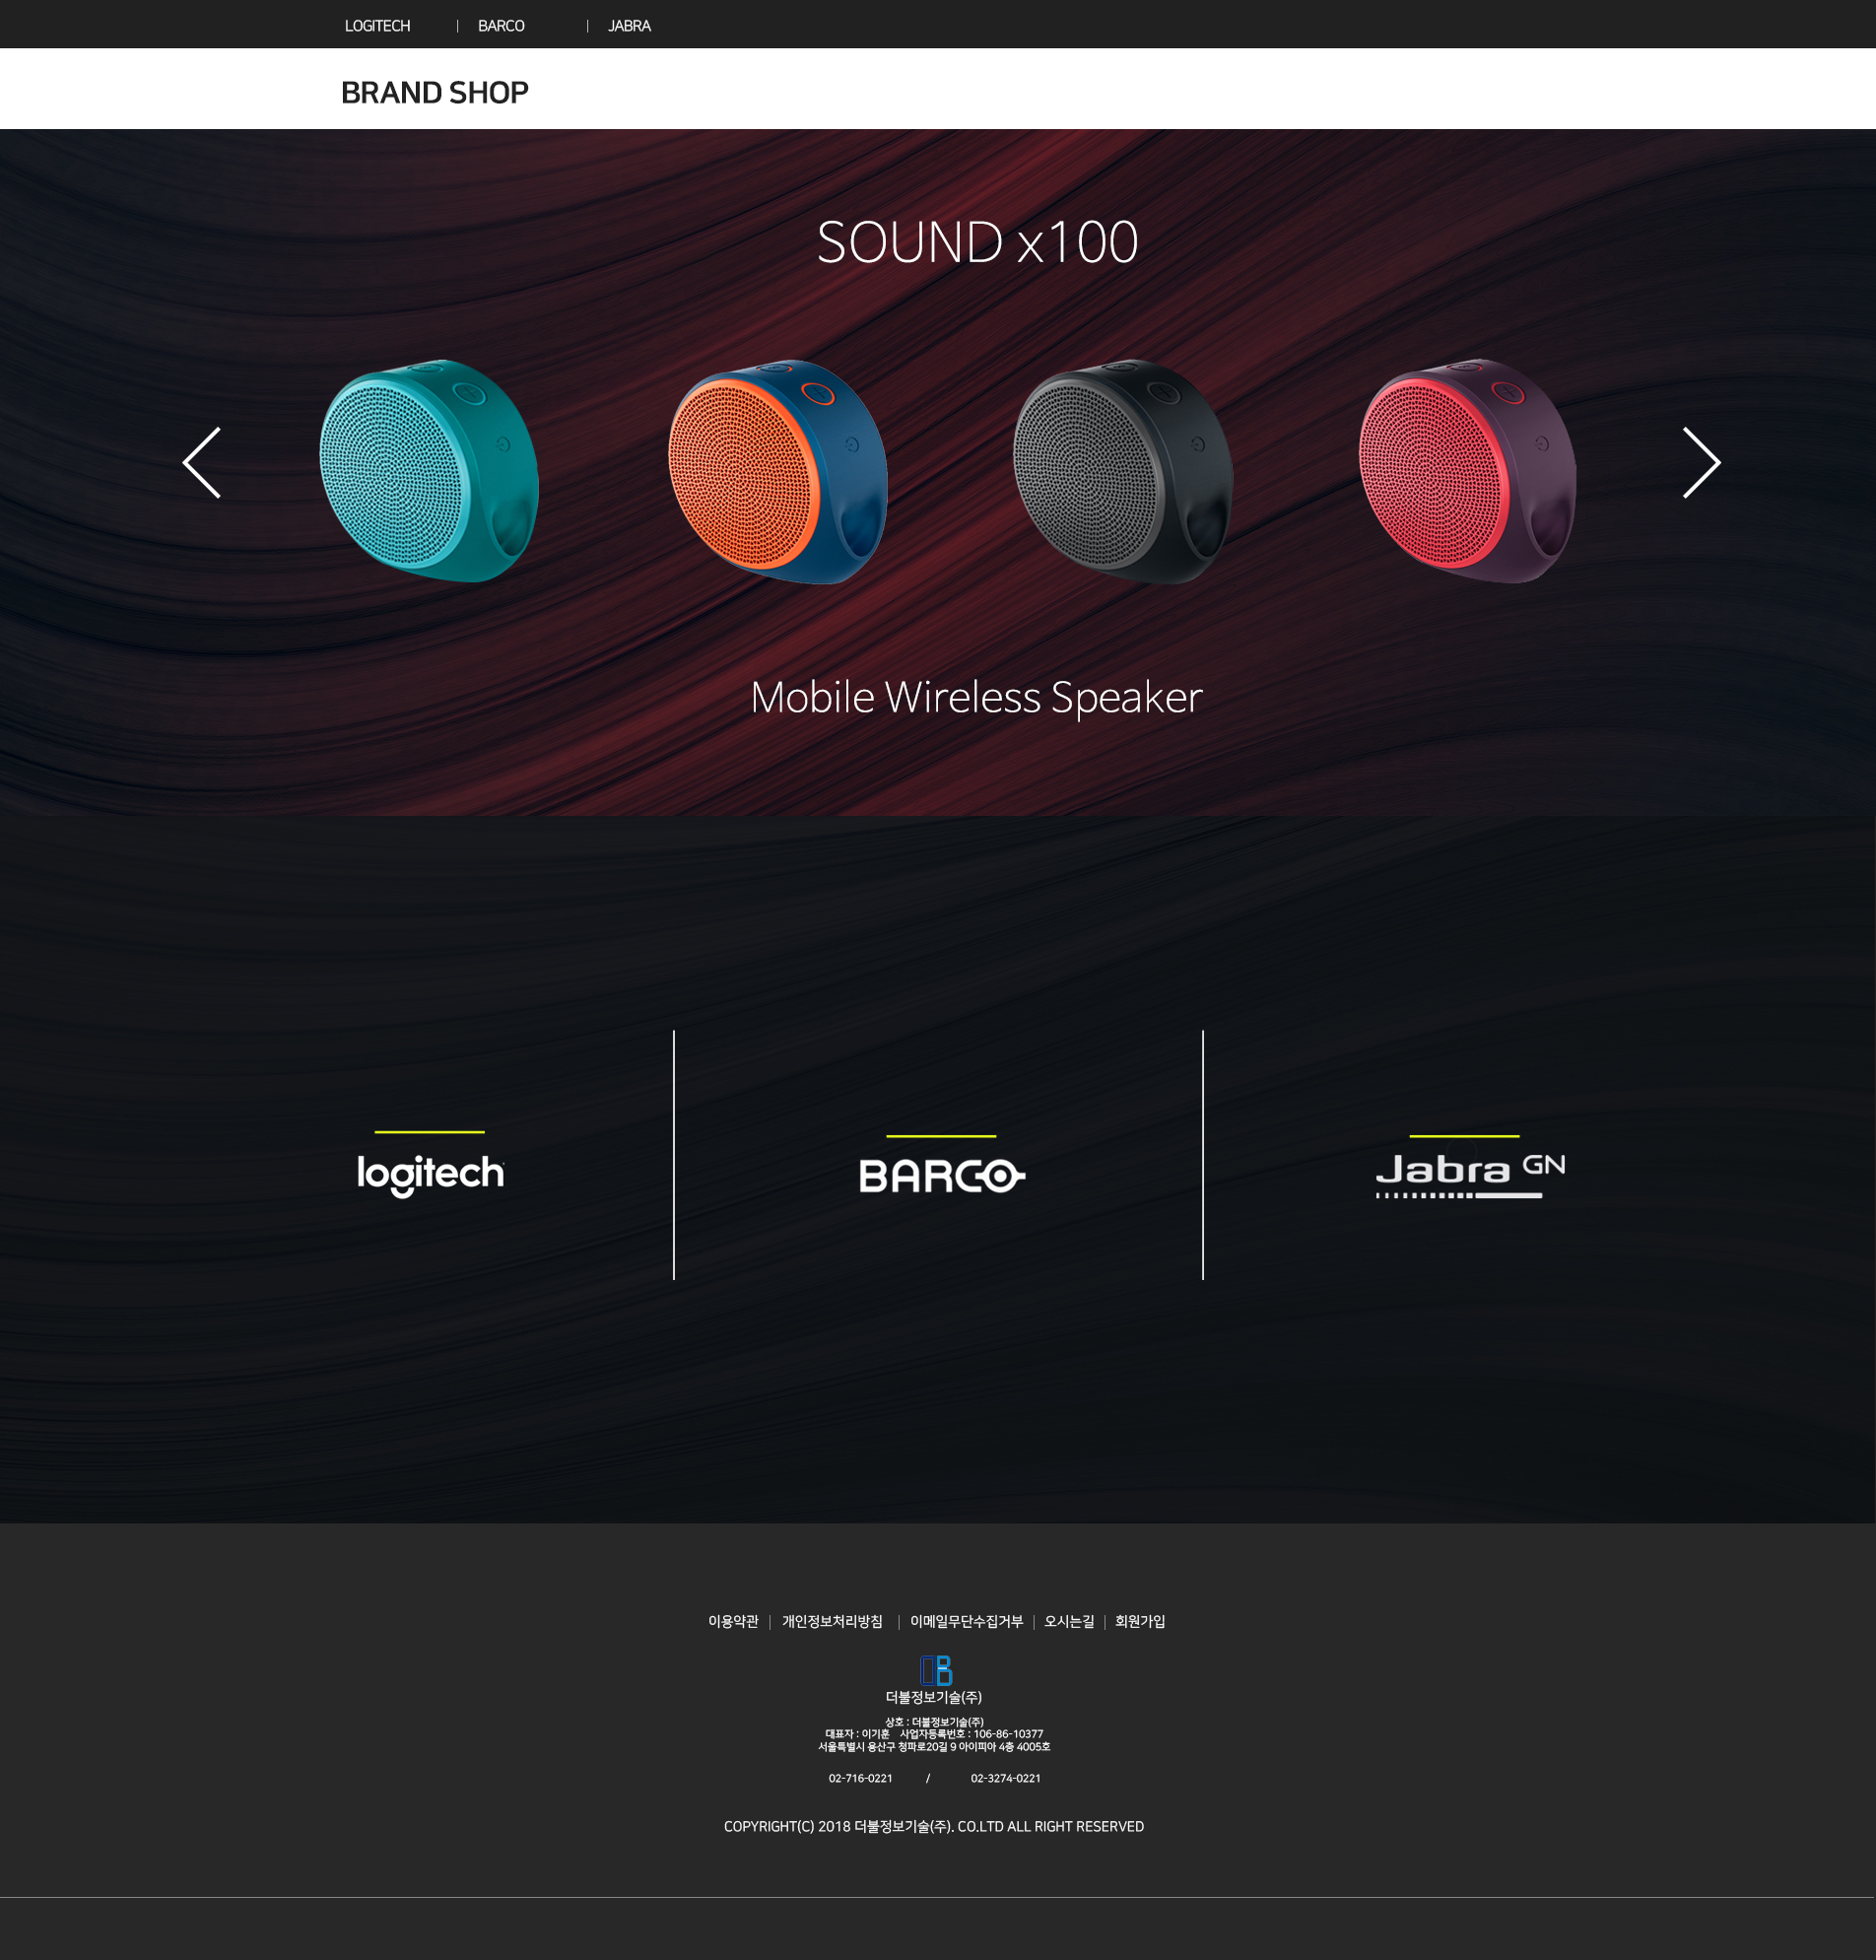 LOGITECH | BARCO | JABRA
BRAND SHOP
SOUND x100
Mobile Wireless Speaker
logitech
BARCO
Jabra GN
이용약관 | 개인정보처리방침 | 이메일무단수집거부 | 오시는길 | 회원가입
더불정보기술(주)
상호 : 더불정보기술(주)
대표자 : 이기훈 사업자등록번호 : 106-86-10377
서울특별시 용산구 청파로20길 9 아이피아 4층 4005호
02-716-0221 / 02-3274-0221
COPYRIGHT(C) 2018 더불정보기술(주). CO.LTD ALL RIGHT RESERVED